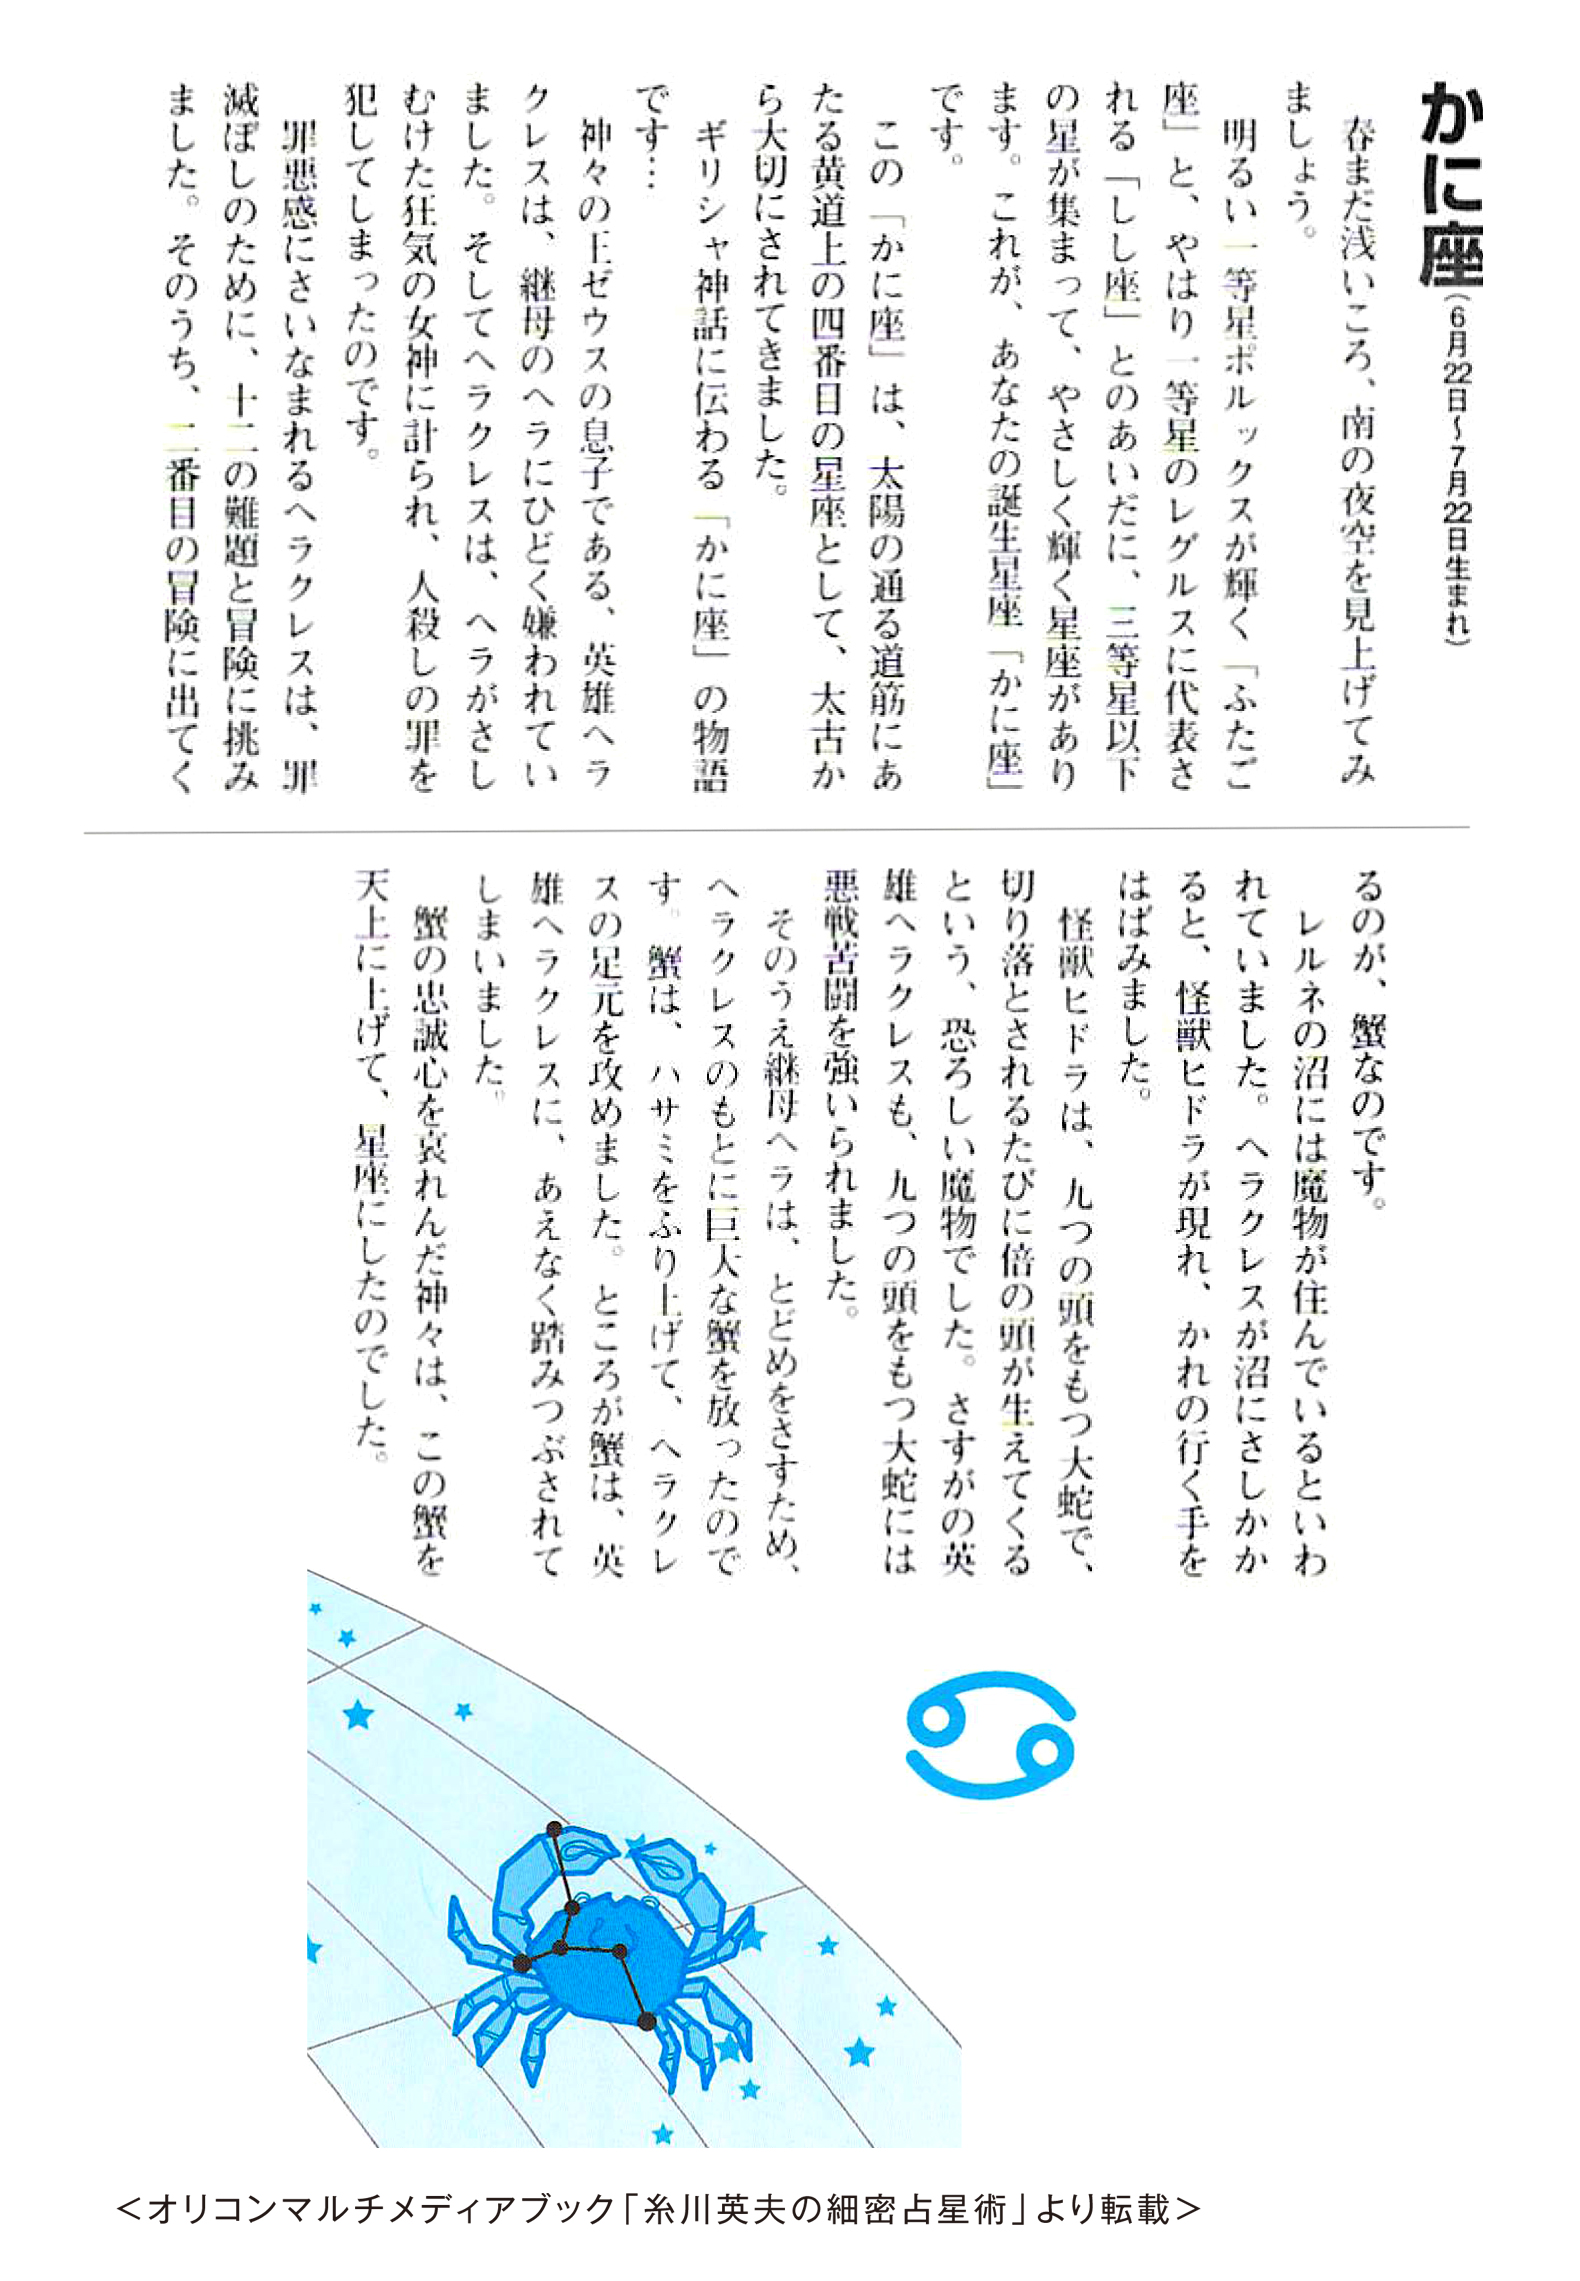 かに座（6月22日〜7月22日生まれ）
春まだ浅いころ、南の夜空を見上げてみ
ましょう。
明るい一等星ポルックスが輝く「ふたご
座」と、やはり一等星のレグルスに代表さ
れる「しし座」とのあいだに、三等星以下
の星が集まって、やさしく輝く星座があり
ます。これが、あなたの誕生星座「かに座」
です。
この「かに座」は、太陽の通る道筋にあ
たる黄道上の四番目の星座として、太古か
ら大切にされてきました。
ギリシャ神話に伝わる「かに座」の物語
です…
神々の王ゼウスの息子である、英雄ヘラ
クレスは、継母のヘラにひどく嫌われてい
ました。そしてヘラクレスは、ヘラがさし
むけた狂気の女神に計られ、人殺しの罪を
犯してしまったのです。
罪悪感にさいなまれるヘラクレスは、罪
滅ぼしのために、十二の難題と冒険に挑み
ました。そのうち、二番目の冒険に出てく
るのが、蟹なのです。
レルネの沼には魔物が住んでいるといわ
れていました。ヘラクレスが沼にさしかか
ると、怪獣ヒドラが現れ、かれの行く手を
はばみました。
怪獣ヒドラは、九つの頭をもつ大蛇で、
切り落とされるたびに倍の頭が生えてくる
という、恐ろしい魔物でした。さすがの英
雄ヘラクレスも、九つの頭をもつ大蛇には
悪戦苦闘を強いられました。
そのうえ継母ヘラは、とどめをさすため、
ヘラクレスのもとに巨大な蟹を放ったので
す。蟹は、ハサミをふり上げて、ヘラクレ
スの足元を攻めました。ところが蟹は、英
雄ヘラクレスに、あえなく踏みつぶされて
しまいました。
蟹の忠誠心を哀れんだ神々は、この蟹を
天上に上げて、星座にしたのでした。
＜オリコンマルチメディアブック「糸川英夫の細密占星術」より転載＞